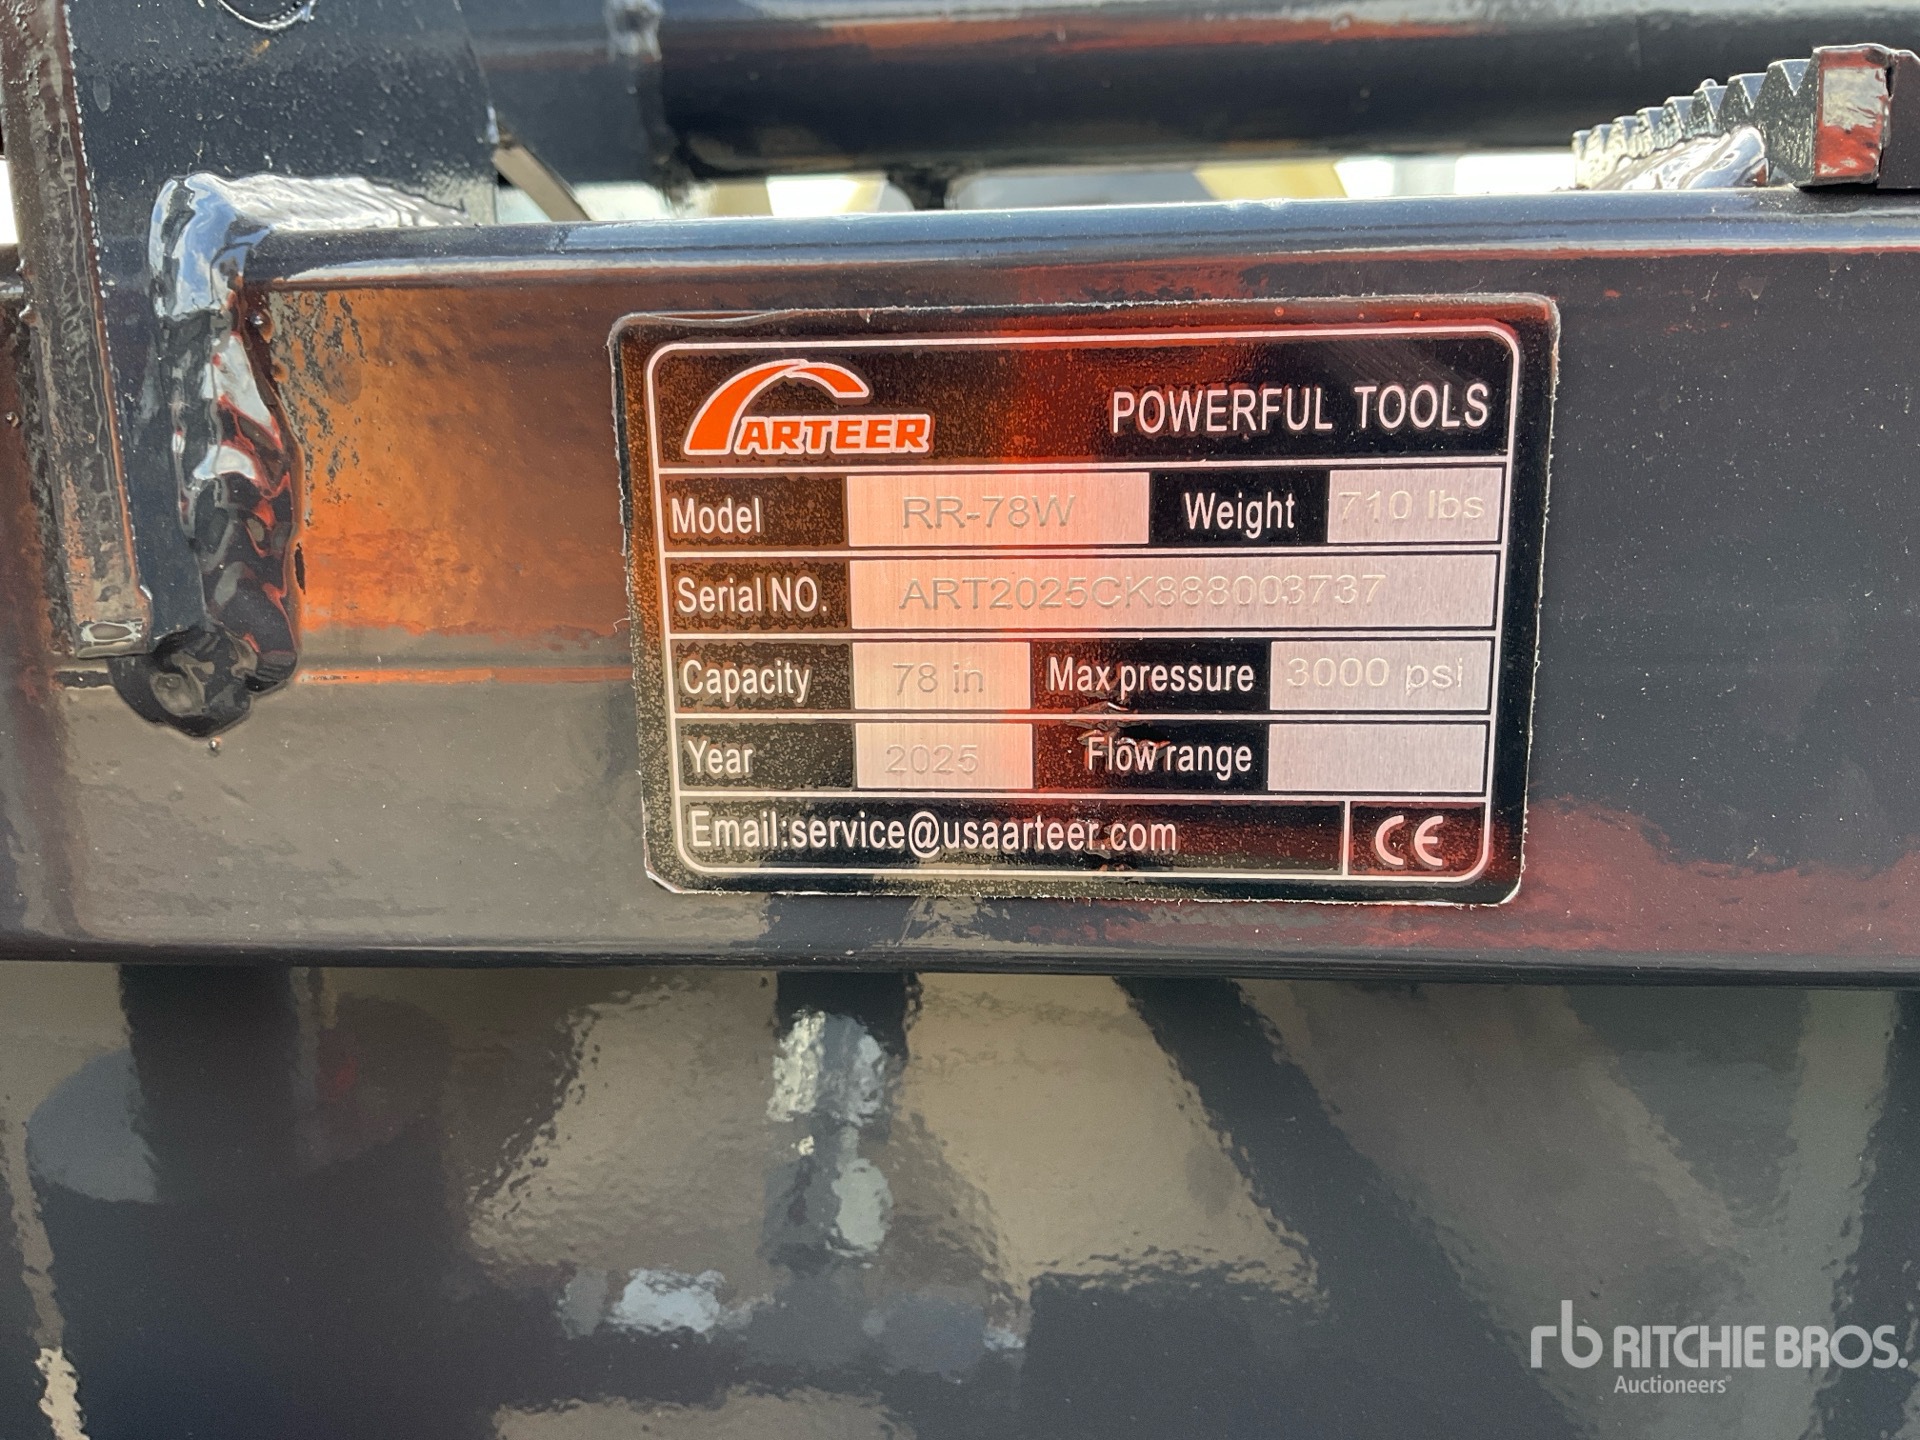 ARTEER POWERFUL TOOLS
Model RR-78W Weight 710 lbs
Serial NO. ART2025CK888003737
Capacity 78 in Max pressure 3000 psi
Year 2025 Flow range
Email:service@usaarteer.com CE
rb RITCHIE BROS.
Auctioneers